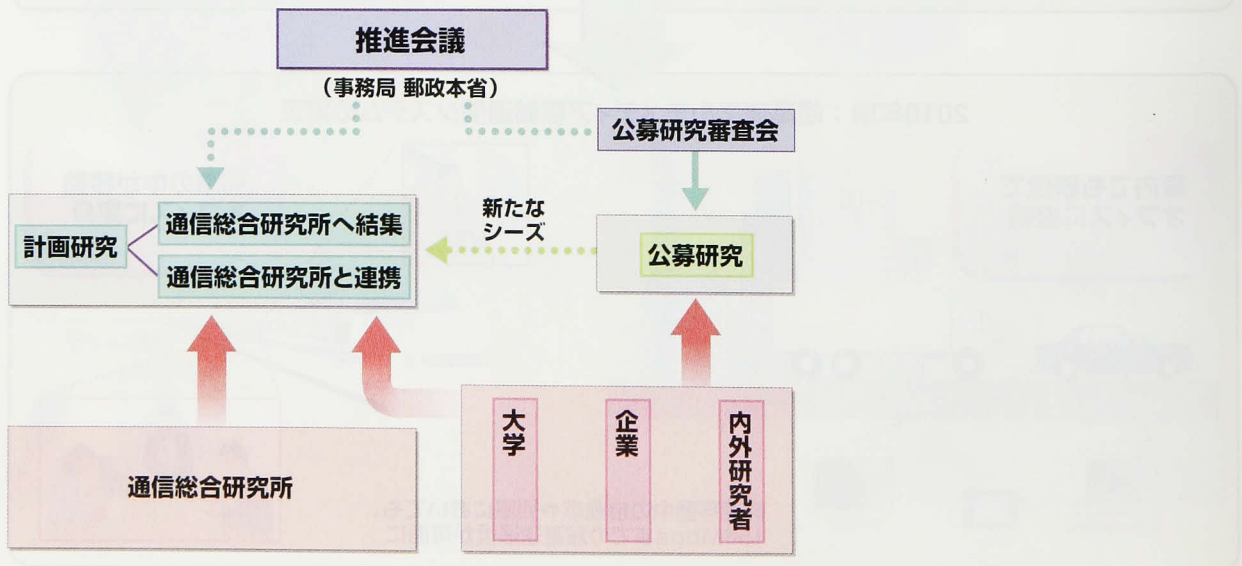 推進会議
（事務局 郵政本省）
公募研究審査会
計画研究
通信総合研究所へ結集
通信総合研究所と連携
新たな
シーズ
公募研究
通信総合研究所
大学
企業
内外研究者